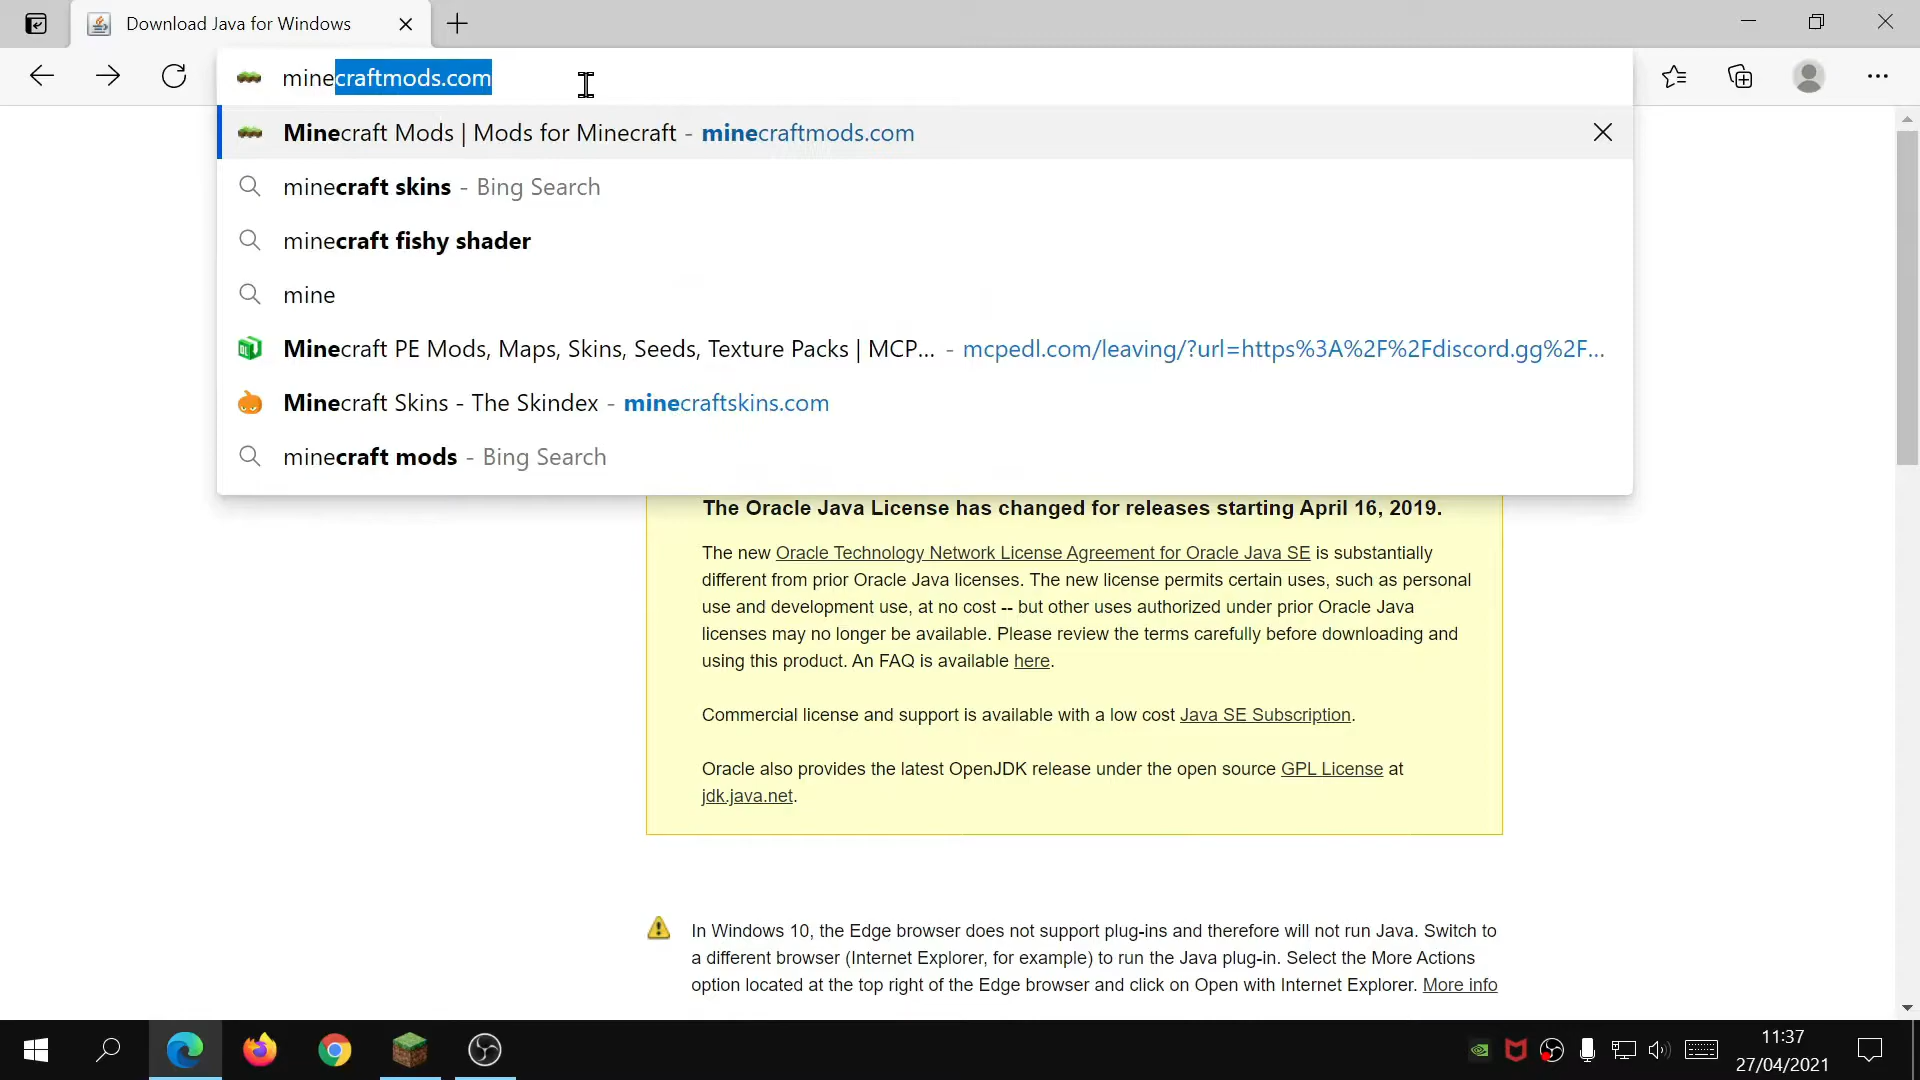 Download Java for Windows
minecraftmods.com
Minecraft Mods | Mods for Minecraft - minecraftmods.com
minecraft skins - Bing Search
minecraft fishy shader
mine
Minecraft PE Mods, Maps, Skins, Seeds, Texture Packs | MCP... - mcpedl.com/leaving/?url=https%3A%2F%2Fdiscord.gg%2F...
Minecraft Skins - The Skindex - minecraftskins.com
minecraft mods - Bing Search
The Oracle Java License has changed for releases starting April 16, 2019.
The new Oracle Technology Network License Agreement for Oracle Java SE is substantially
different from prior Oracle Java licenses. The new license permits certain uses, such as personal
use and development use, at no cost -- but other uses authorized under prior Oracle Java
licenses may no longer be available. Please review the terms carefully before downloading and
using this product. An FAQ is available here.
Commercial license and support is available with a low cost Java SE Subscription.
Oracle also provides the latest OpenJDK release under the open source GPL License at
jdk.java.net.
In Windows 10, the Edge browser does not support plug-ins and therefore will not run Java. Switch to
a different browser (Internet Explorer, for example) to run the Java plug-in. Select the More Actions
option located at the top right of the Edge browser and click on Open with Internet Explorer. More info
11:37
27/04/2021